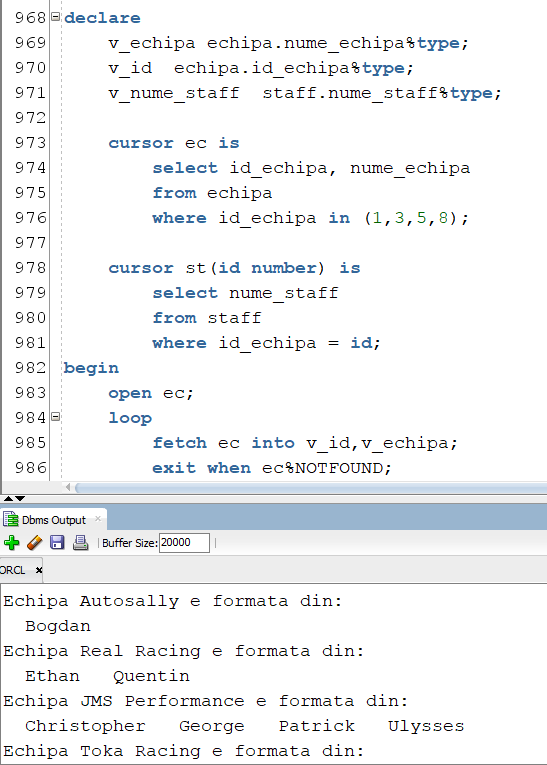 968 declare
969     v_echipa echipa.nume_echipa%type;
970     v_id  echipa.id_echipa%type;
971     v_nume_staff  staff.nume_staff%type;
972
973     cursor ec is
974         select id_echipa, nume_echipa
975         from echipa
976         where id_echipa in (1,3,5,8);
977
978     cursor st(id number) is
979         select nume_staff
980         from staff
981         where id_echipa = id;
982 begin
983     open ec;
984     loop
985         fetch ec into v_id,v_echipa;
986         exit when ec%NOTFOUND;
Dbms Output
Buffer Size: 20000
ORCL
Echipa Autosally e formata din:
  Bogdan
Echipa Real Racing e formata din:
  Ethan   Quentin
Echipa JMS Performance e formata din:
  Christopher   George   Patrick   Ulysses
Echipa Toka Racing e formata din: